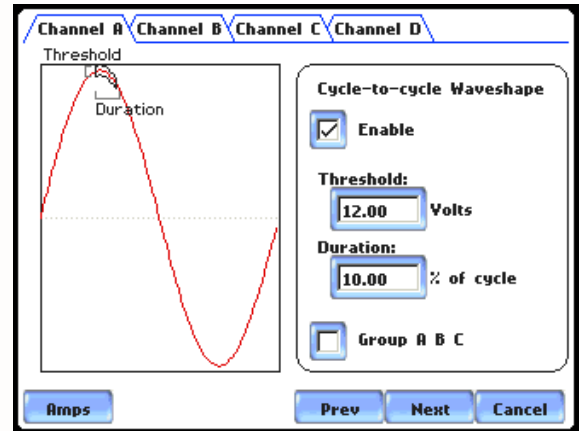 Channel A Channel B Channel C Channel D
Threshold
Duration
Cycle-to-cycle Waveshape
Enable
Threshold:
12.00 Volts
Duration:
10.00 % of cycle
Group A B C
Amps Prev Next Cancel